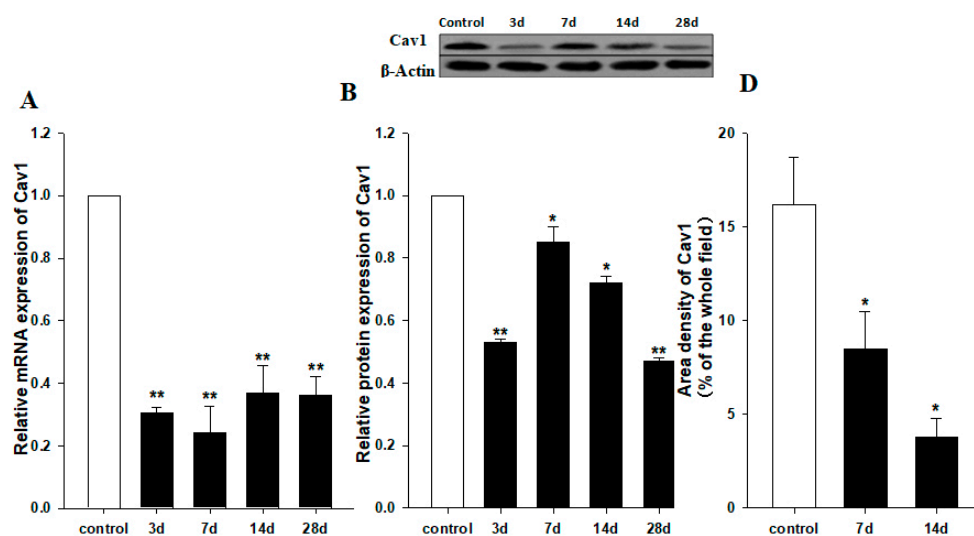 Control 3d 7d 14d 28d
Cav1
β-Actin
A
B
D
Relative mRNA expression of Cav1
1.2
1.0
0.8
0.6
0.4
0.2
0.0
**
**
**
**
control 3d 7d 14d 28d
Relative protein expression of Cav1
1.2
1.0
0.8
0.6
0.4
0.2
0.0
**
*
*
**
control 3d 7d 14d 28d
Area density of Cav1
(% of the whole field)
20
15
10
5
0
*
*
control 7d 14d